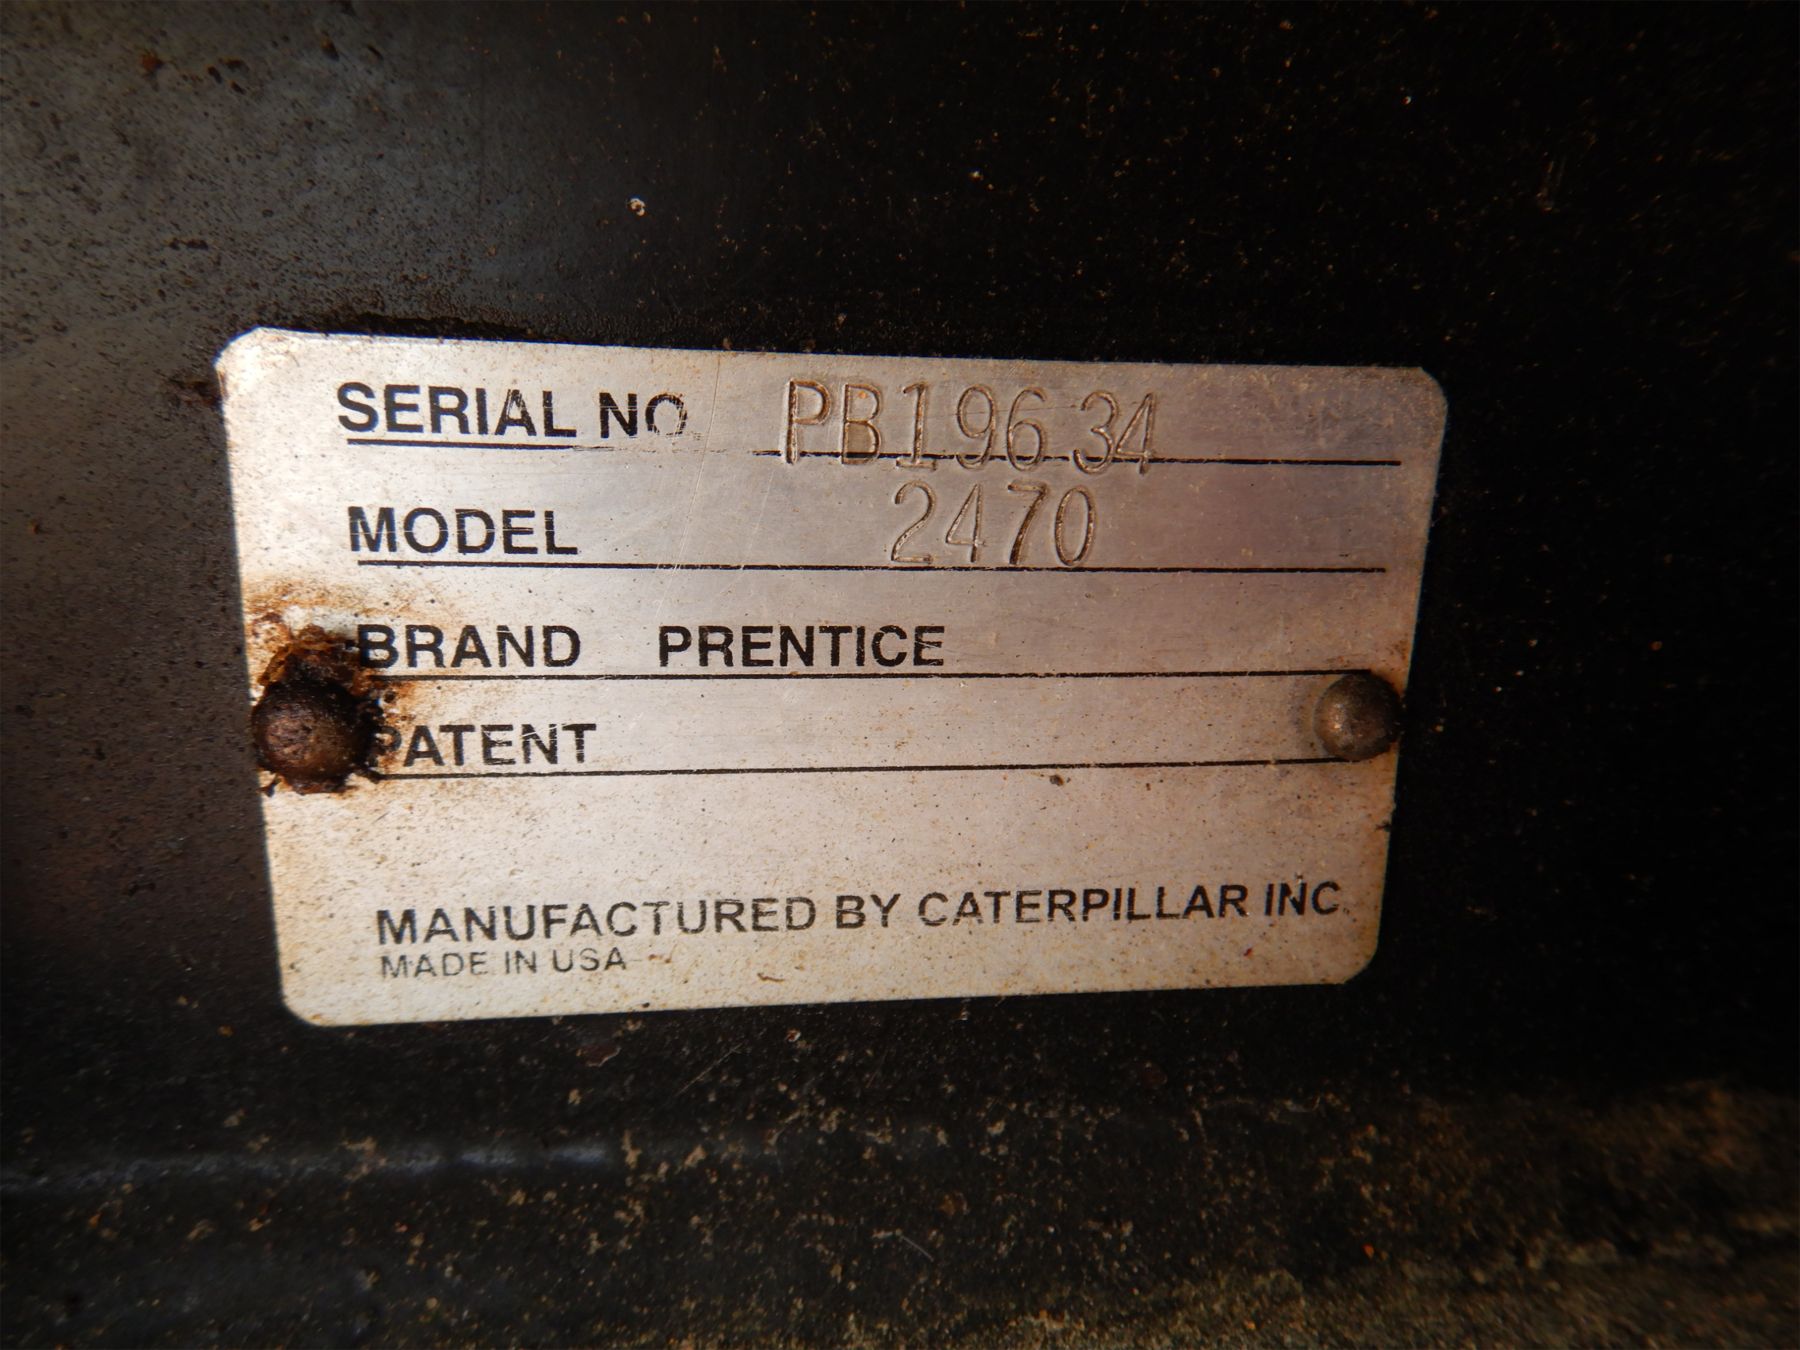 SERIAL NO PB19634
MODEL 2470
BRAND PRENTICE
PATENT
MANUFACTURED BY CATERPILLAR INC.
MADE IN USA